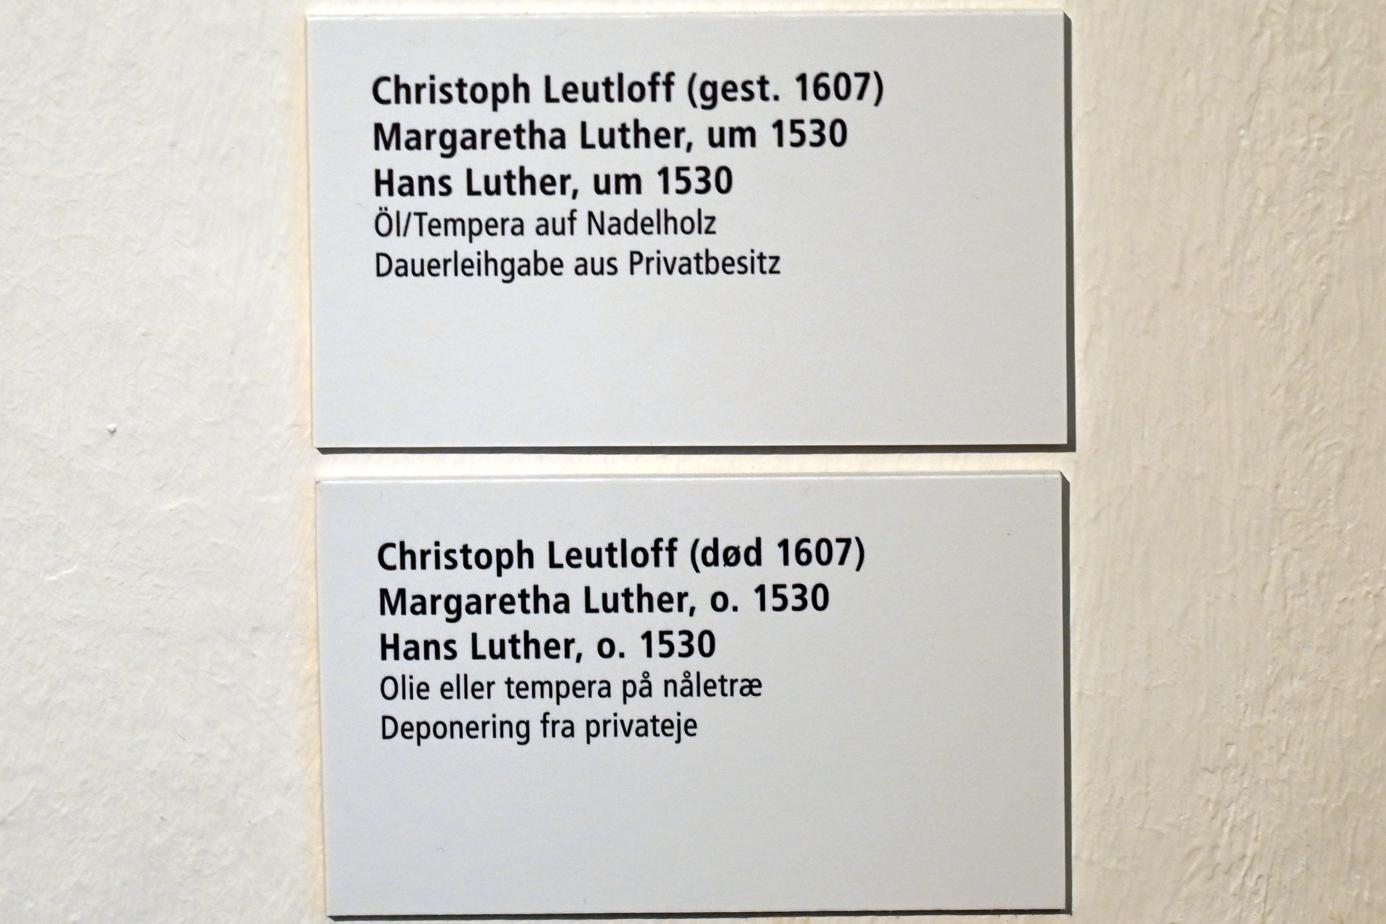 Christoph Leutloff (gest. 1607)
Margaretha Luther, um 1530
Hans Luther, um 1530
Öl/Tempera auf Nadelholz
Dauerleihgabe aus Privatbesitz
Christoph Leutloff (død 1607)
Margaretha Luther, o. 1530
Hans Luther, o. 1530
Olie eller tempera på nåletræ
Deponering fra privateje